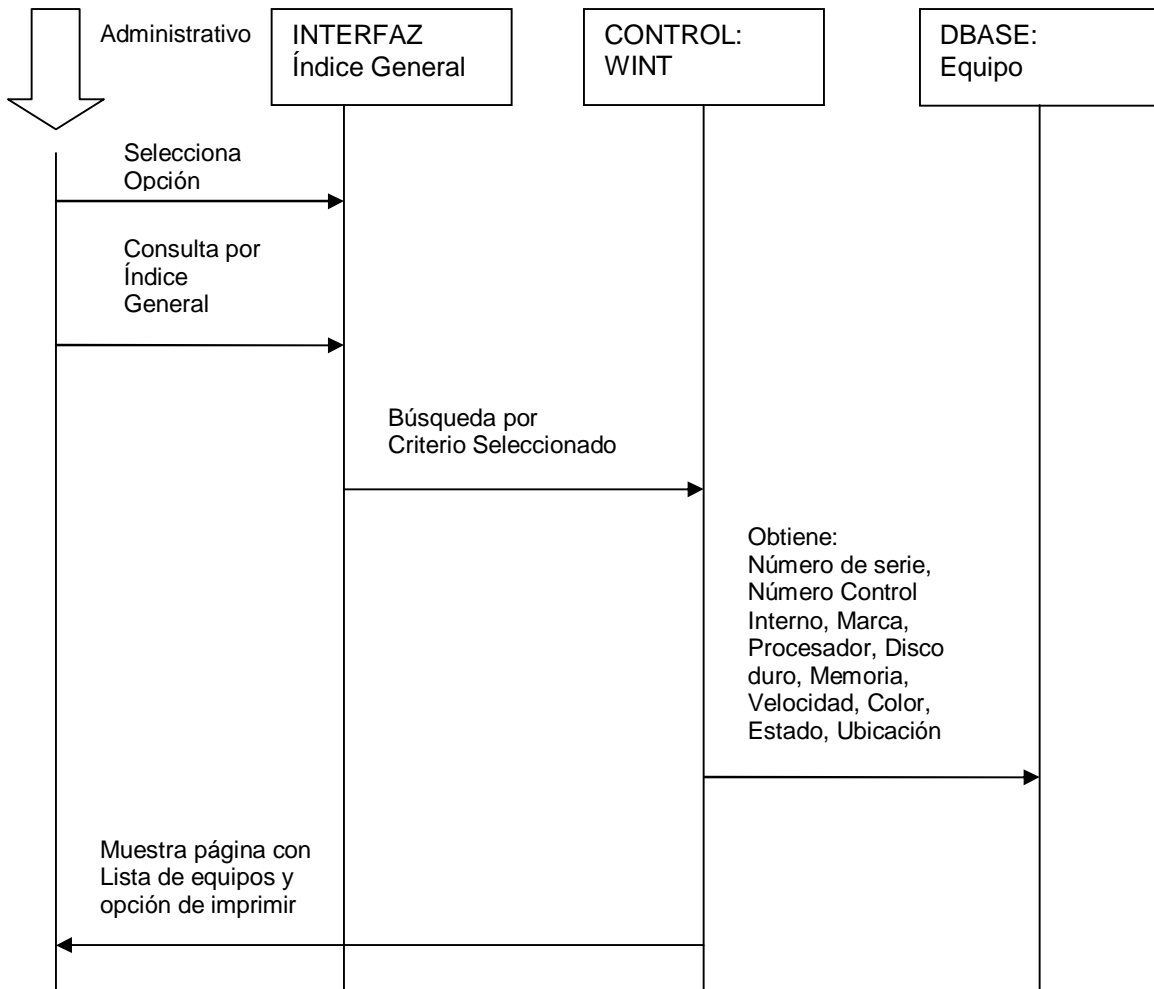 Administrativo
INTERFAZ
Índice General
CONTROL:
WINT
DBASE:
Equipo
Selecciona
Opción
Consulta por
Índice
General
Búsqueda por
Criterio Seleccionado
Obtiene:
Número de serie,
Número Control
Interno, Marca,
Procesador, Disco
duro, Memoria,
Velocidad, Color,
Estado, Ubicación
Muestra página con
Lista de equipos y
opción de imprimir